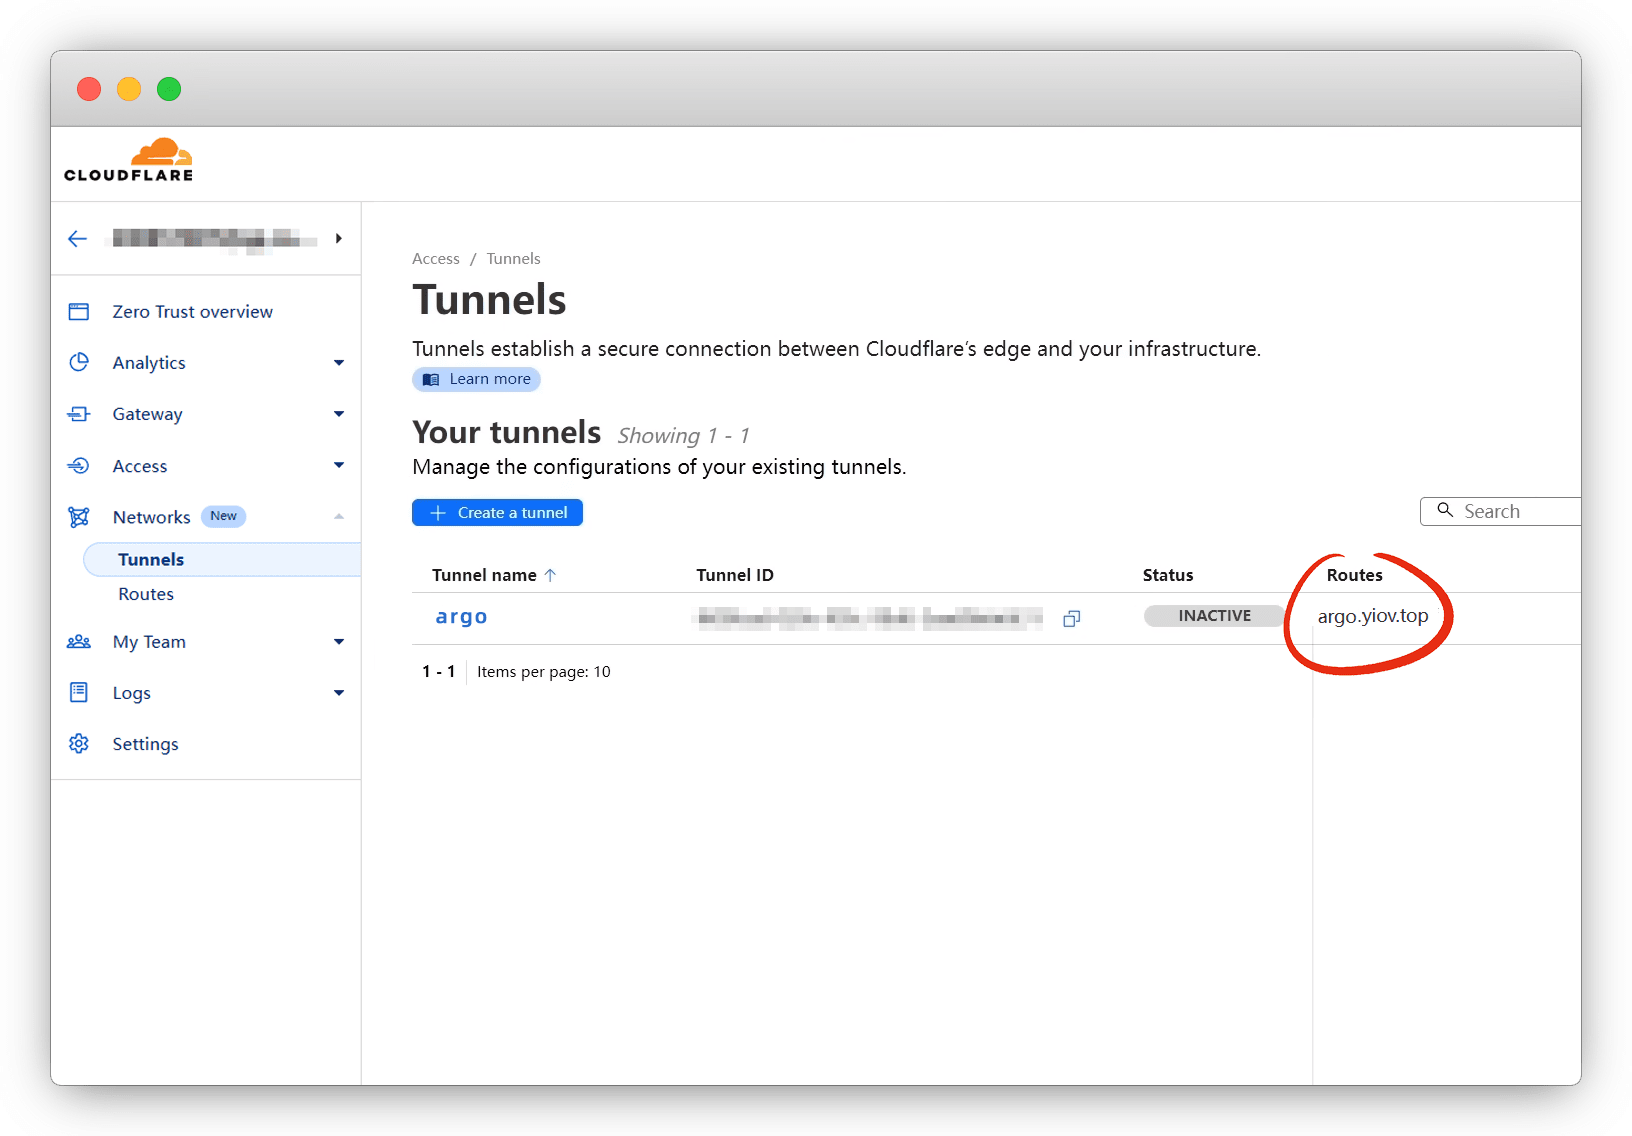 CLOUDFLARE
Zero Trust overview
Analytics
Gateway
Access
Networks New
Tunnels
Routes
My Team
Logs
Settings
Access / Tunnels
Tunnels
Tunnels establish a secure connection between Cloudflare’s edge and your infrastructure.
Learn more
Your tunnels Showing 1 - 1
Manage the configurations of your existing tunnels.
+ Create a tunnel
Search
Tunnel name ↑ Tunnel ID Status Routes
argo INACTIVE argo.yiov.top
1 - 1 Items per page: 10